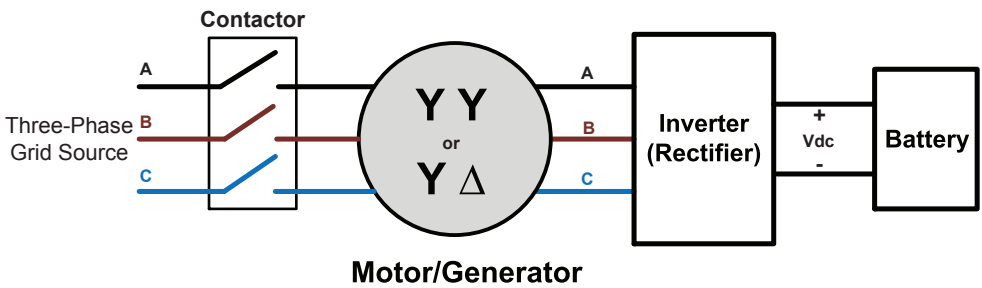 Contactor
A
B
C
Three-Phase
Grid Source
Y Y
or
Y Δ
A
B
C
Inverter
(Rectifier)
+
Vdc
-
Battery
Motor/Generator